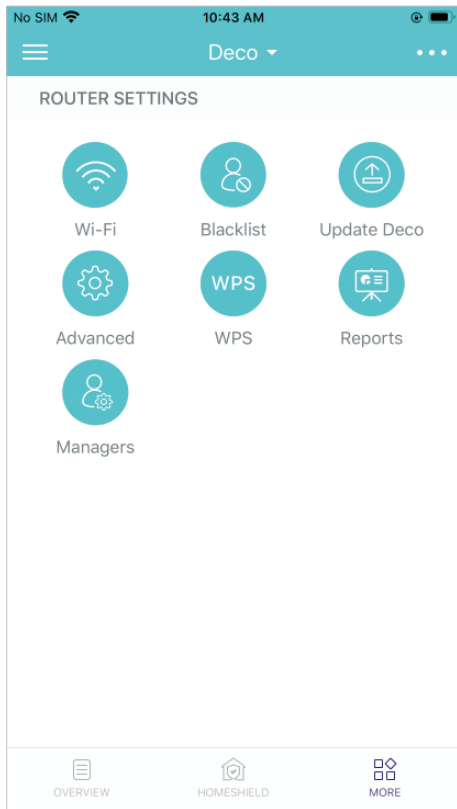 No SIM 10:43 AM
Deco
ROUTER SETTINGS
Wi-Fi Blacklist Update Deco
WPS
Advanced WPS Reports
Managers
OVERVIEW HOMESHIELD MORE